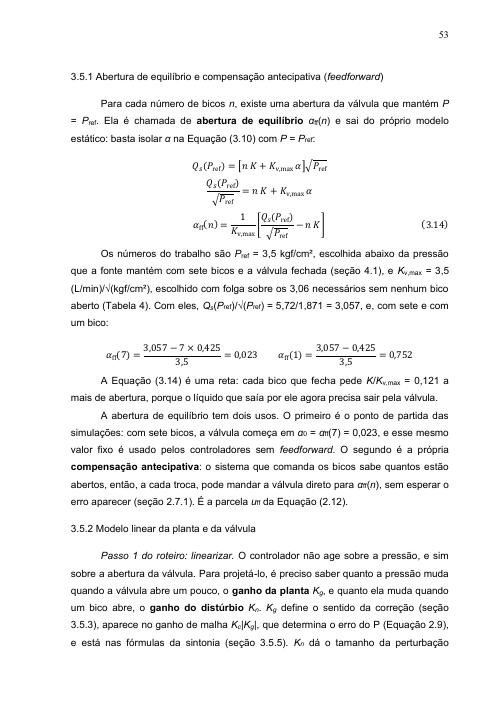 53
3.5.1 Abertura de equilíbrio e compensação antecipativa (feedforward)
Para cada número de bicos n, existe uma abertura da válvula que mantém P
= Pref. Ela é chamada de abertura de equilíbrio αff(n) e sai do próprio modelo
estático: basta isolar α na Equação (3.10) com P = Pref:
Qs(Pref) = [n K + Kv,max α]√Pref
Qs(Pref)/√Pref = n K + Kv,max α
αff(n) = 1/Kv,max [Qs(Pref)/√Pref − n K] (3.14)
Os números do trabalho são Pref = 3,5 kgf/cm², escolhida abaixo da pressão
que a fonte mantém com sete bicos e a válvula fechada (seção 4.1), e Kv,max = 3,5
(L/min)/√(kgf/cm²), escolhido com folga sobre os 3,06 necessários sem nenhum bico
aberto (Tabela 4). Com eles, Qs(Pref)/√(Pref) = 5,72/1,871 = 3,057, e, com sete e com
um bico:
αff(7) = (3,057 − 7 × 0,425)/3,5 = 0,023 αff(1) = (3,057 − 0,425)/3,5 = 0,752
A Equação (3.14) é uma reta: cada bico que fecha pede K/Kv,max = 0,121 a
mais de abertura, porque o líquido que saía por ele agora precisa sair pela válvula.
A abertura de equilíbrio tem dois usos. O primeiro é o ponto de partida das
simulações: com sete bicos, a válvula começa em α0 = αff(7) = 0,023, e esse mesmo
valor fixo é usado pelos controladores sem feedforward. O segundo é a própria
compensação antecipativa: o sistema que comanda os bicos sabe quantos estão
abertos, então, a cada troca, pode mandar a válvula direto para αff(n), sem esperar o
erro aparecer (seção 2.7.1). É a parcela uff da Equação (2.12).
3.5.2 Modelo linear da planta e da válvula
Passo 1 do roteiro: linearizar. O controlador não age sobre a pressão, e sim
sobre a abertura da válvula. Para projetá-lo, é preciso saber quanto a pressão muda
quando a válvula abre um pouco, o ganho da planta Kg, e quanto ela muda quando
um bico abre, o ganho do distúrbio Kn. Kg define o sentido da correção (seção
3.5.3), aparece no ganho de malha Kc|Kg|, que determina o erro do P (Equação 2.9),
e está nas fórmulas da sintonia (seção 3.5.5). Kn dá o tamanho da perturbação